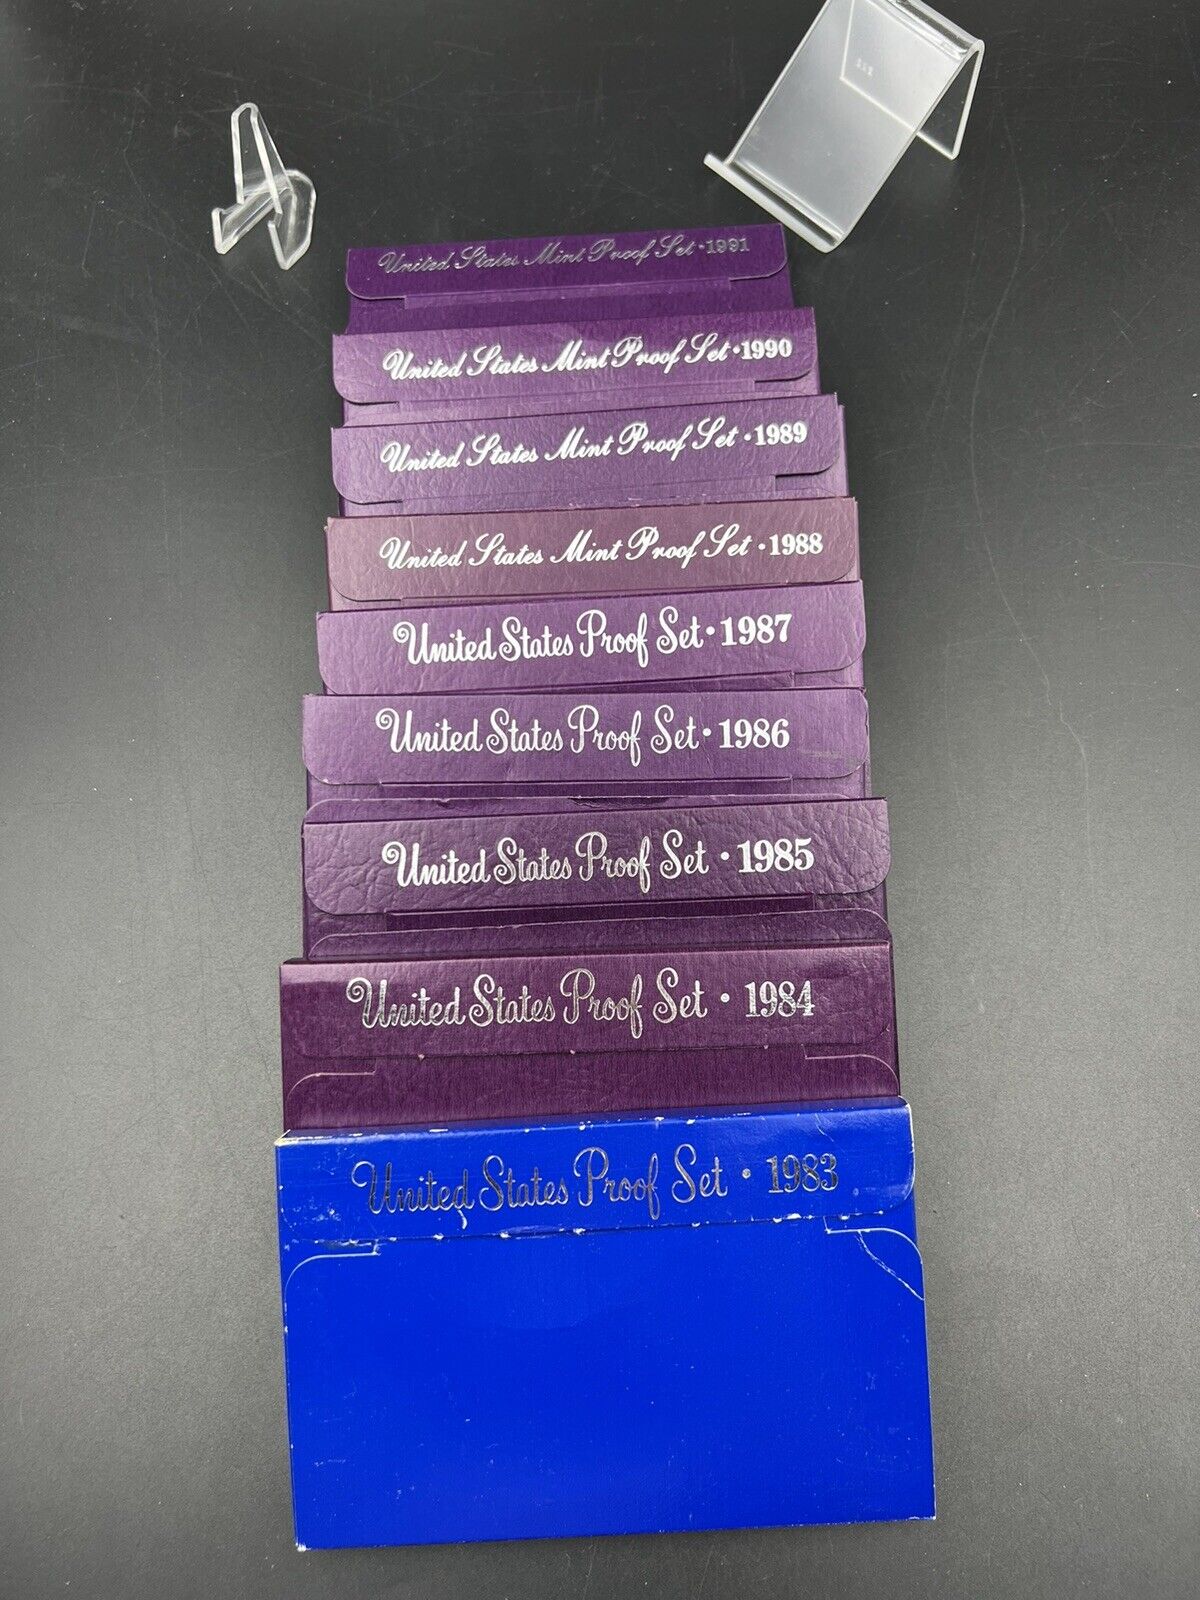 United States Mint Proof Set · 1991
United States Mint Proof Set · 1990
United States Mint Proof Set · 1989
United States Mint Proof Set · 1988
United States Proof Set · 1987
United States Proof Set · 1986
United States Proof Set · 1985
United States Proof Set · 1984
United States Proof Set · 1983